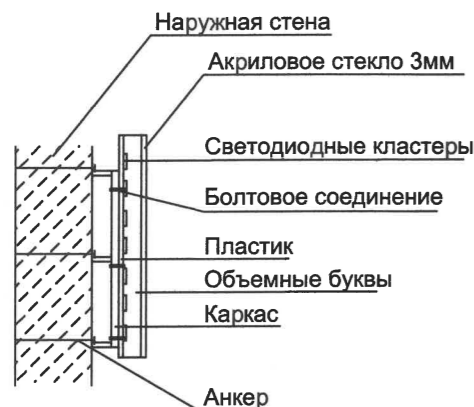 Наружная стена
Акриловое стекло 3мм
Светодиодные кластеры
Болтовое соединение
Пластик
Объемные буквы
Каркас
Анкер